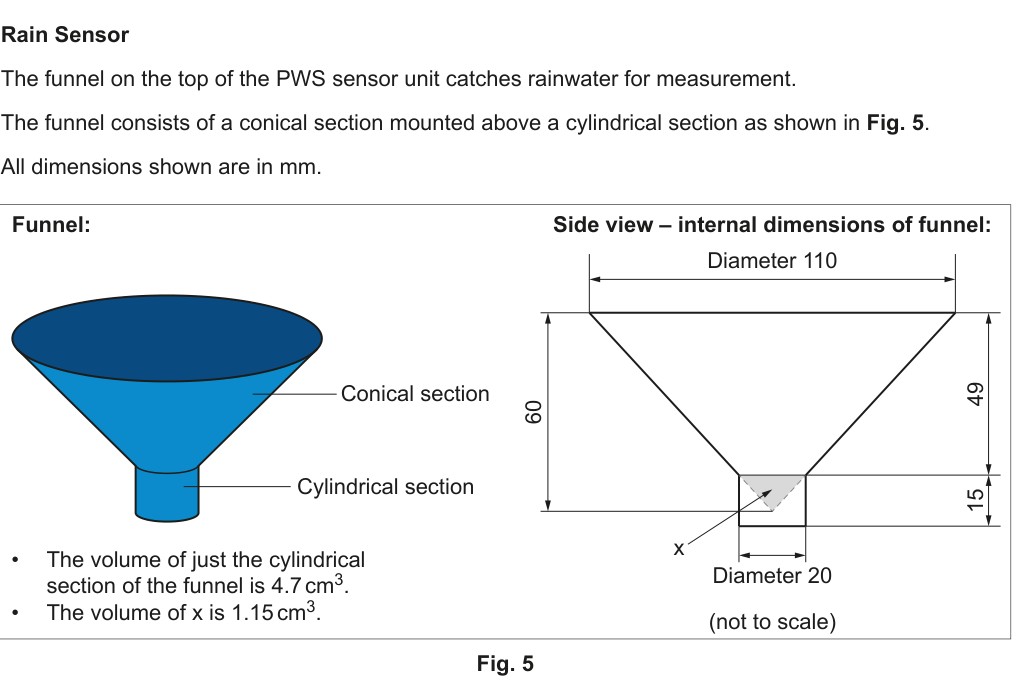 Rain Sensor
The funnel on the top of the PWS sensor unit catches rainwater for measurement.
The funnel consists of a conical section mounted above a cylindrical section as shown in Fig. 5.
All dimensions shown are in mm.
Funnel:
Conical section
Cylindrical section
• The volume of just the cylindrical
section of the funnel is 4.7 cm³.
• The volume of x is 1.15 cm³.
Side view – internal dimensions of funnel:
Diameter 110
60
49
15
x
Diameter 20
(not to scale)
Fig. 5